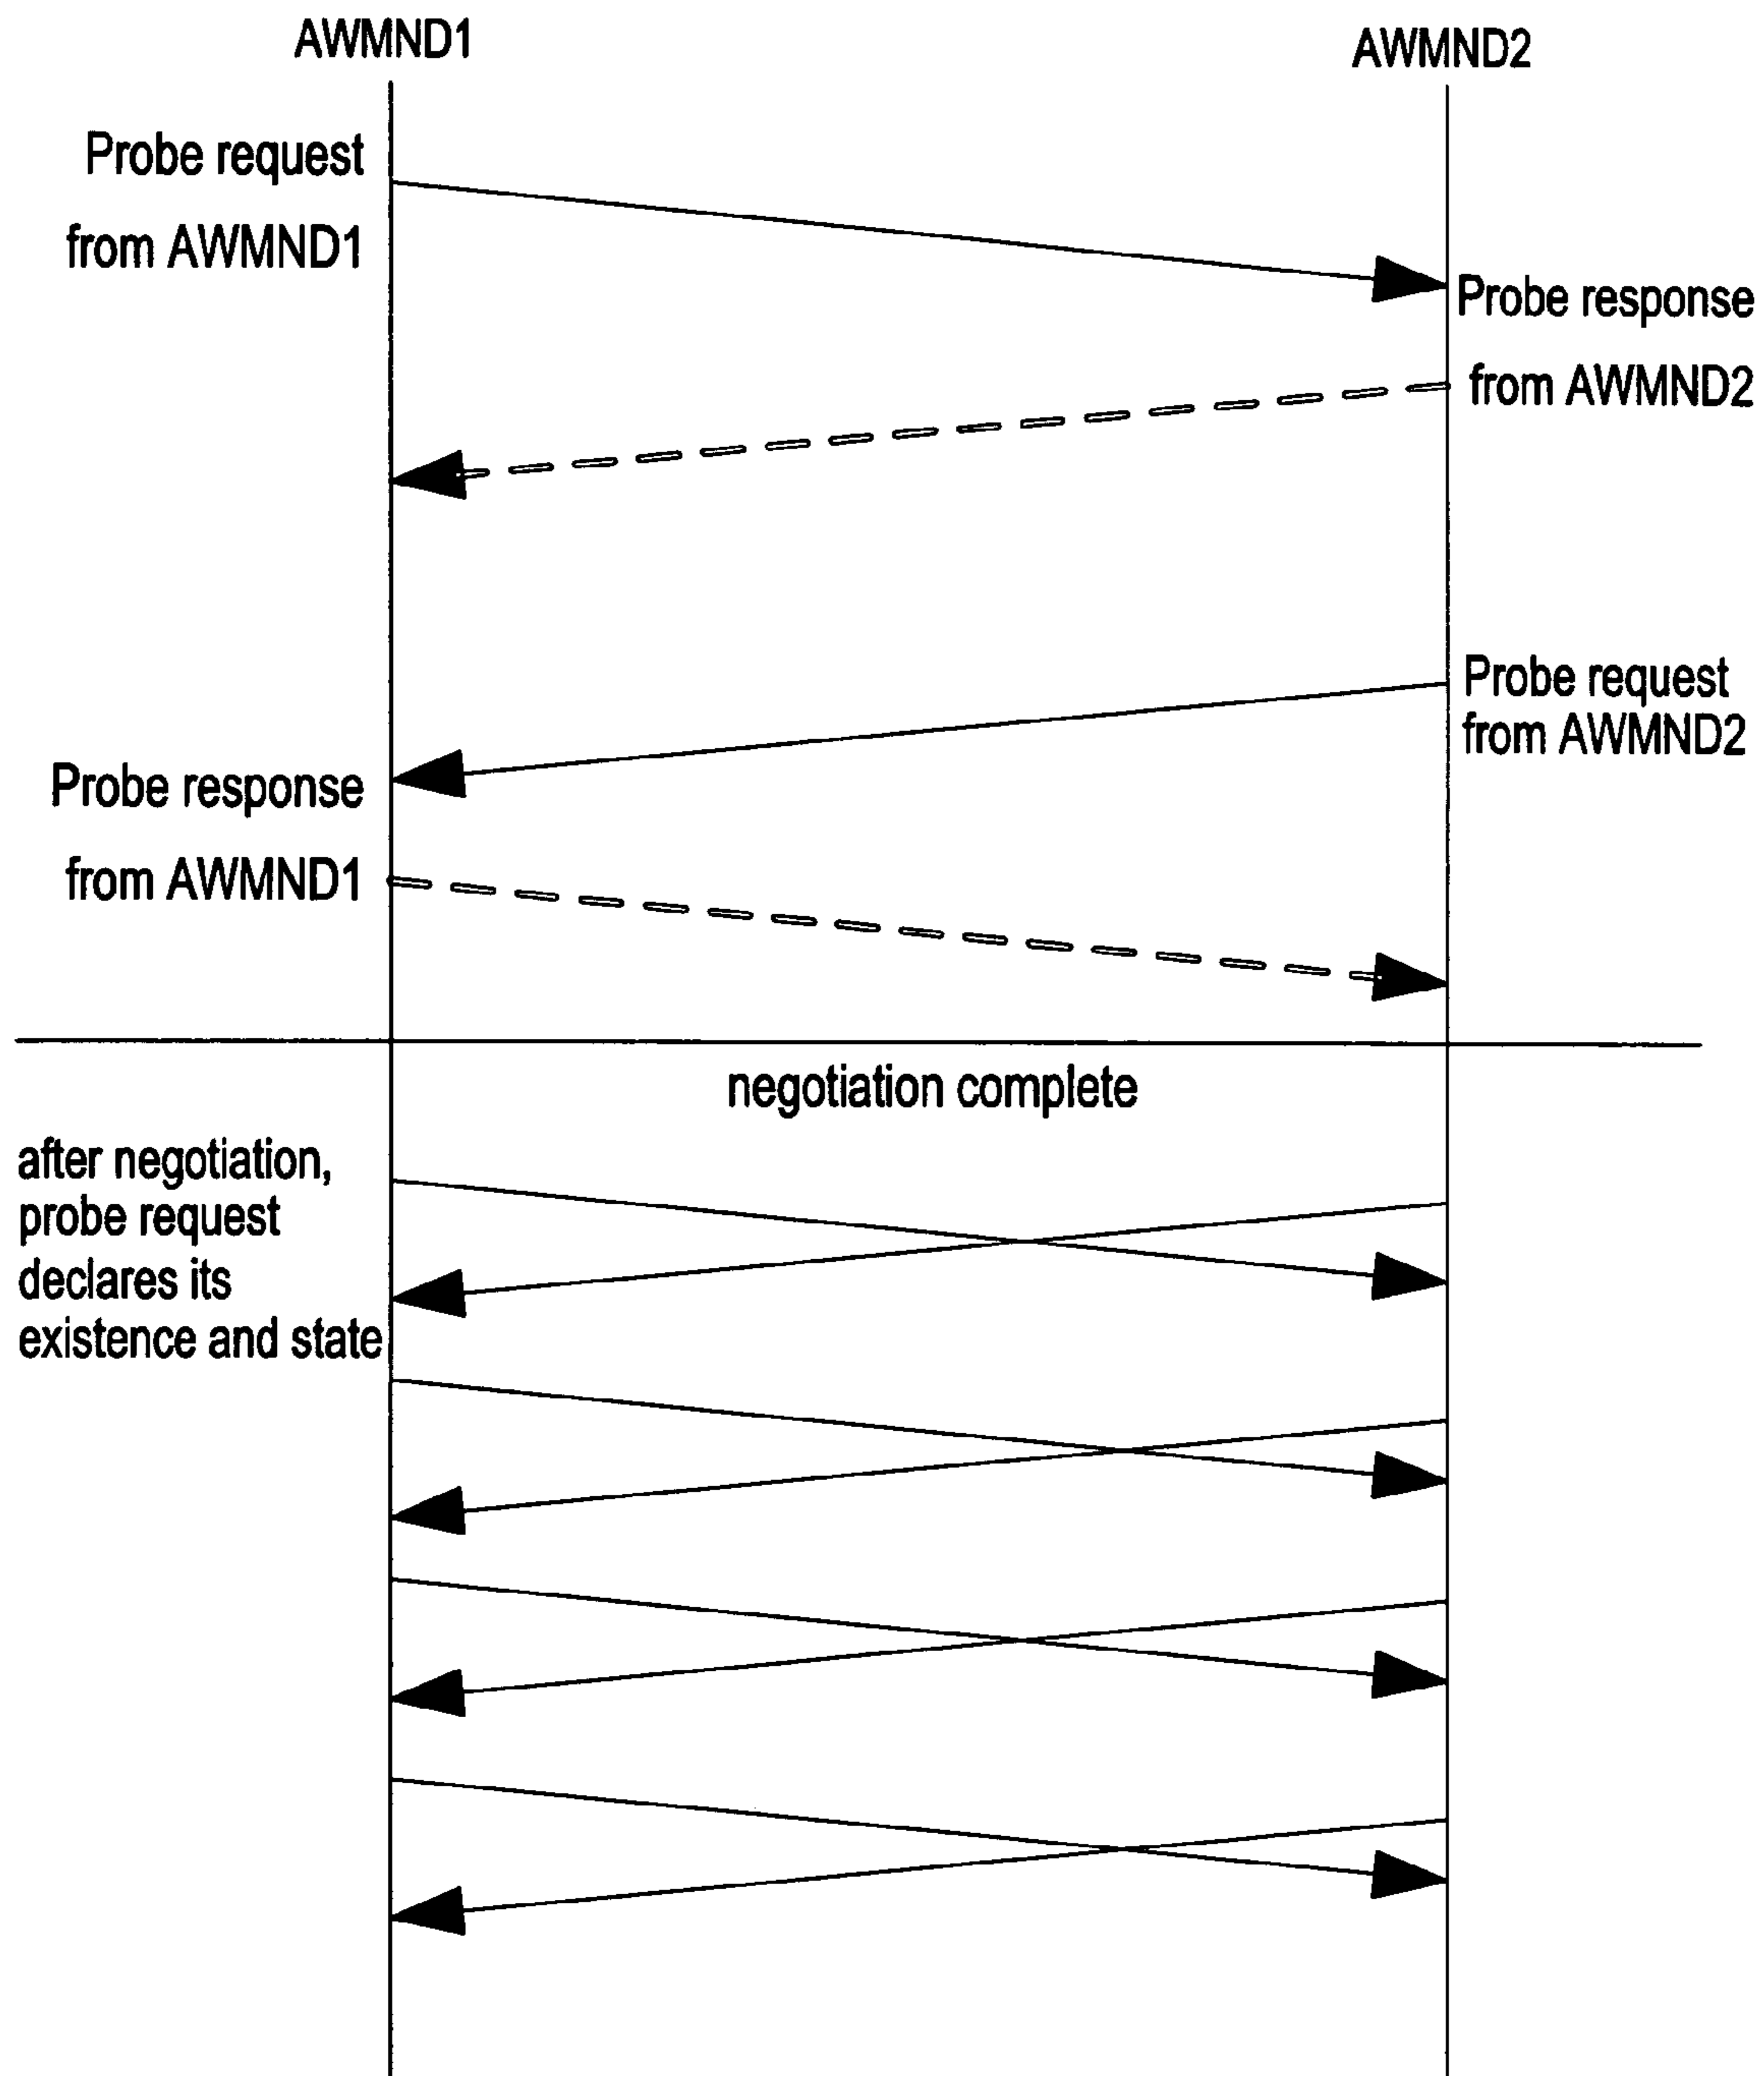 AWMND1
AWMND2
Probe request
from AWMND1
Probe response
from AWMND2
Probe request
from AWMND2
Probe response
from AWMND1
negotiation complete
after negotiation,
probe request
declares its
existence and state